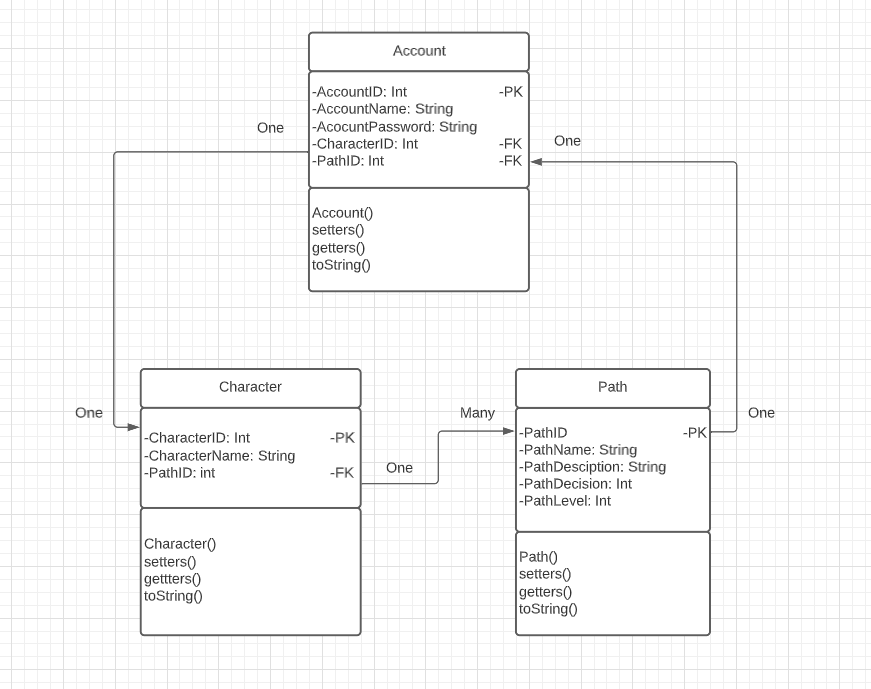 Account
-AccountID: Int -PK
-AccountName: String
-AcocuntPassword: String
-CharacterID: Int -FK
-PathID: Int -FK
Account()
setters()
getters()
toString()
One
One
One
Character
-CharacterID: Int -PK
-CharacterName: String
-PathID: int -FK
Character()
setters()
gettters()
toString()
One
Many
Path
-PathID -PK
-PathName: String
-PathDesciption: String
-PathDecision: Int
-PathLevel: Int
Path()
setters()
getters()
toString()
One